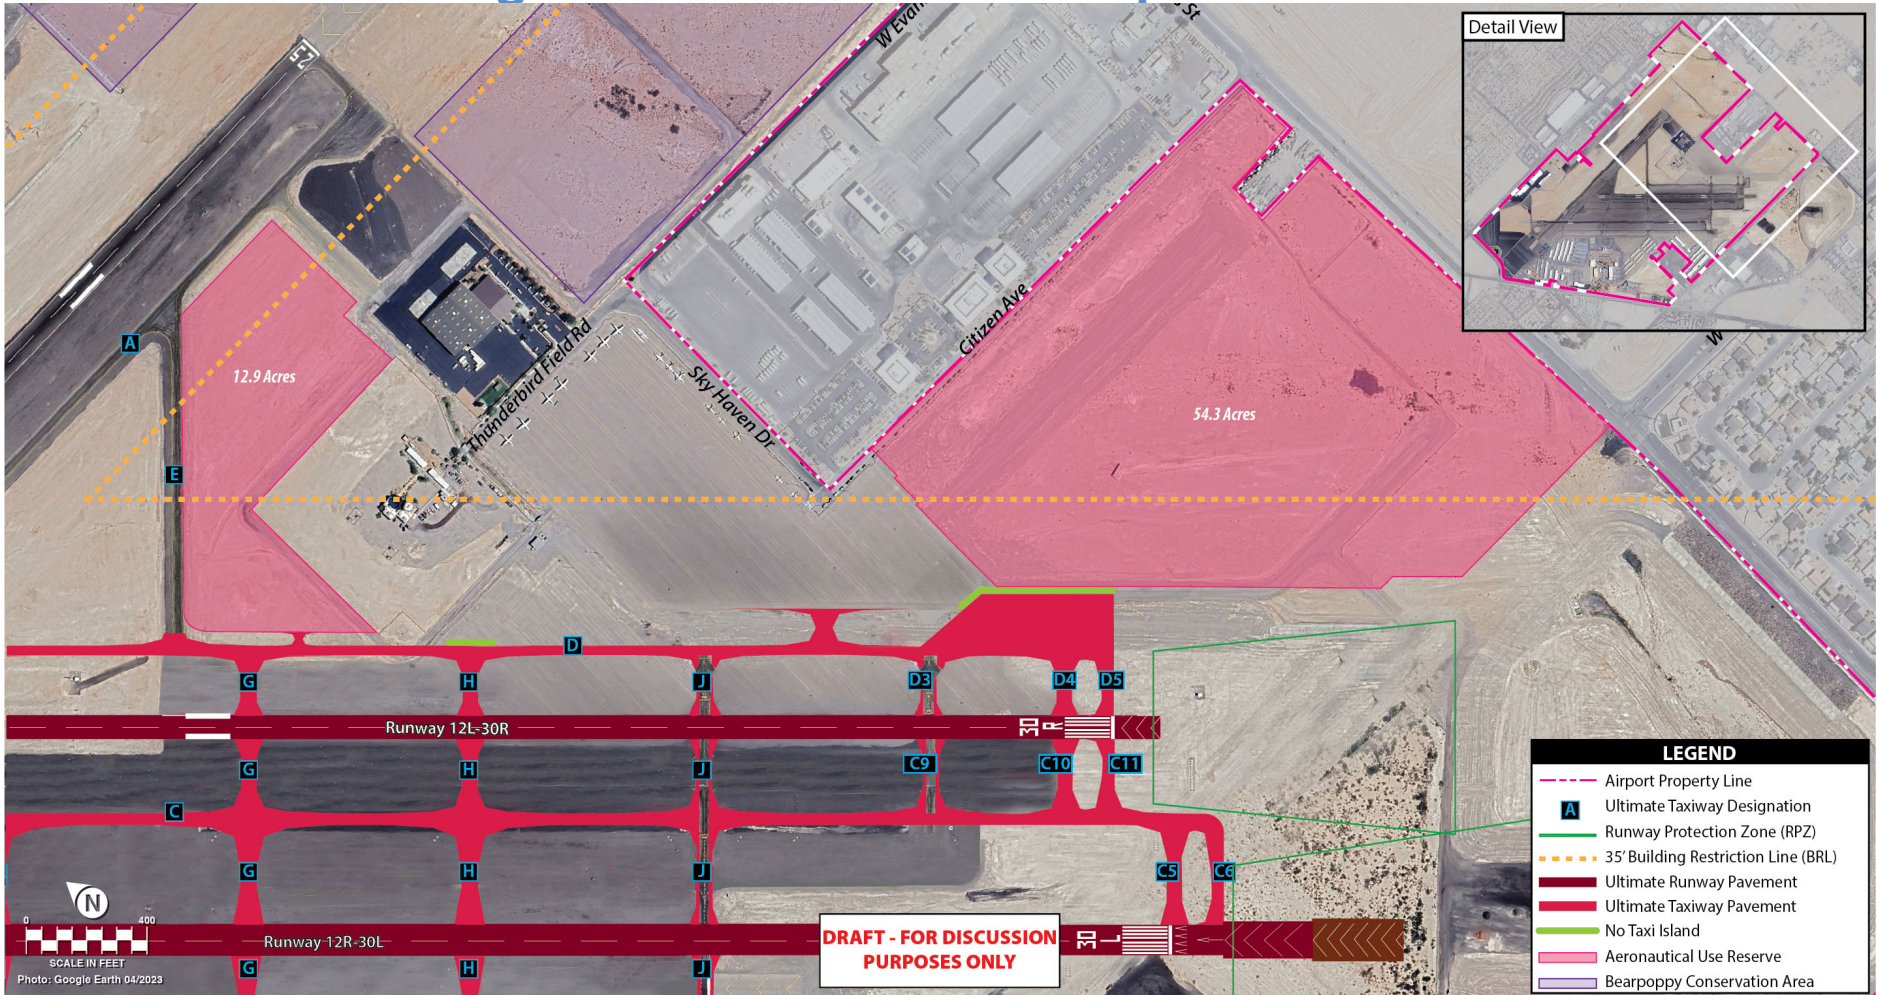 W Evan
St
Detail View
25
A
12.9 Acres
Thunderbird Field Rd
Sky Haven Dr
Citizen Ave
54.3 Acres
W
E
D
G
H
J
D3
D4
D5
Runway 12L-30R
30
R
G
H
J
C9
C10
C11
C
G
H
J
C5
C6
Runway 12R-30L
30
L
G
H
J
N
0
400
SCALE IN FEET
Photo: Google Earth 04/2023
DRAFT - FOR DISCUSSION
PURPOSES ONLY
LEGEND
Airport Property Line
A
Ultimate Taxiway Designation
Runway Protection Zone (RPZ)
35' Building Restriction Line (BRL)
Ultimate Runway Pavement
Ultimate Taxiway Pavement
No Taxi Island
Aeronautical Use Reserve
Bearpoppy Conservation Area